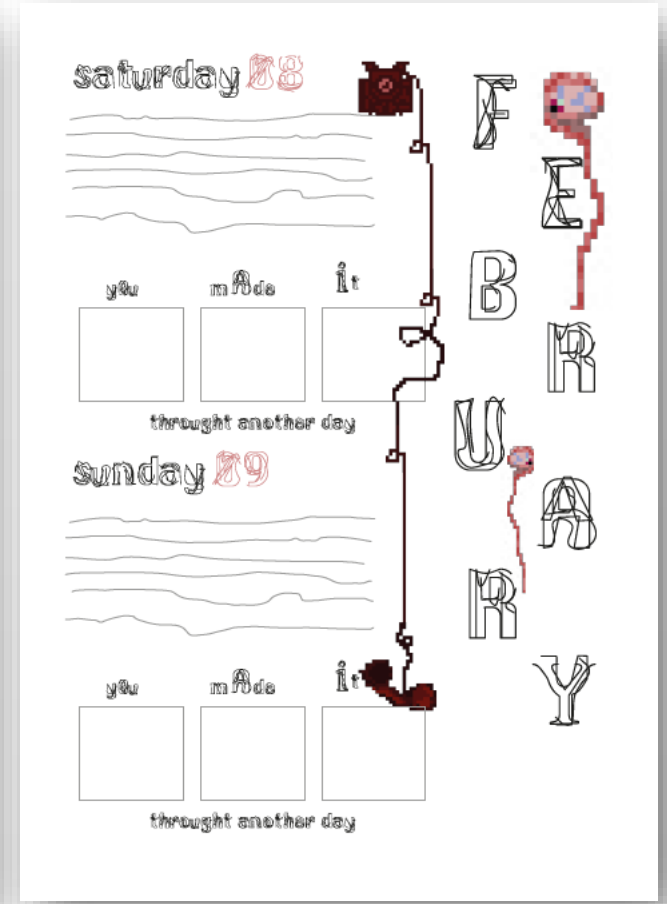 saturday 08
you mAde it
throught another day
sunday 09
you mAde it
throught another day
FEBRUARY